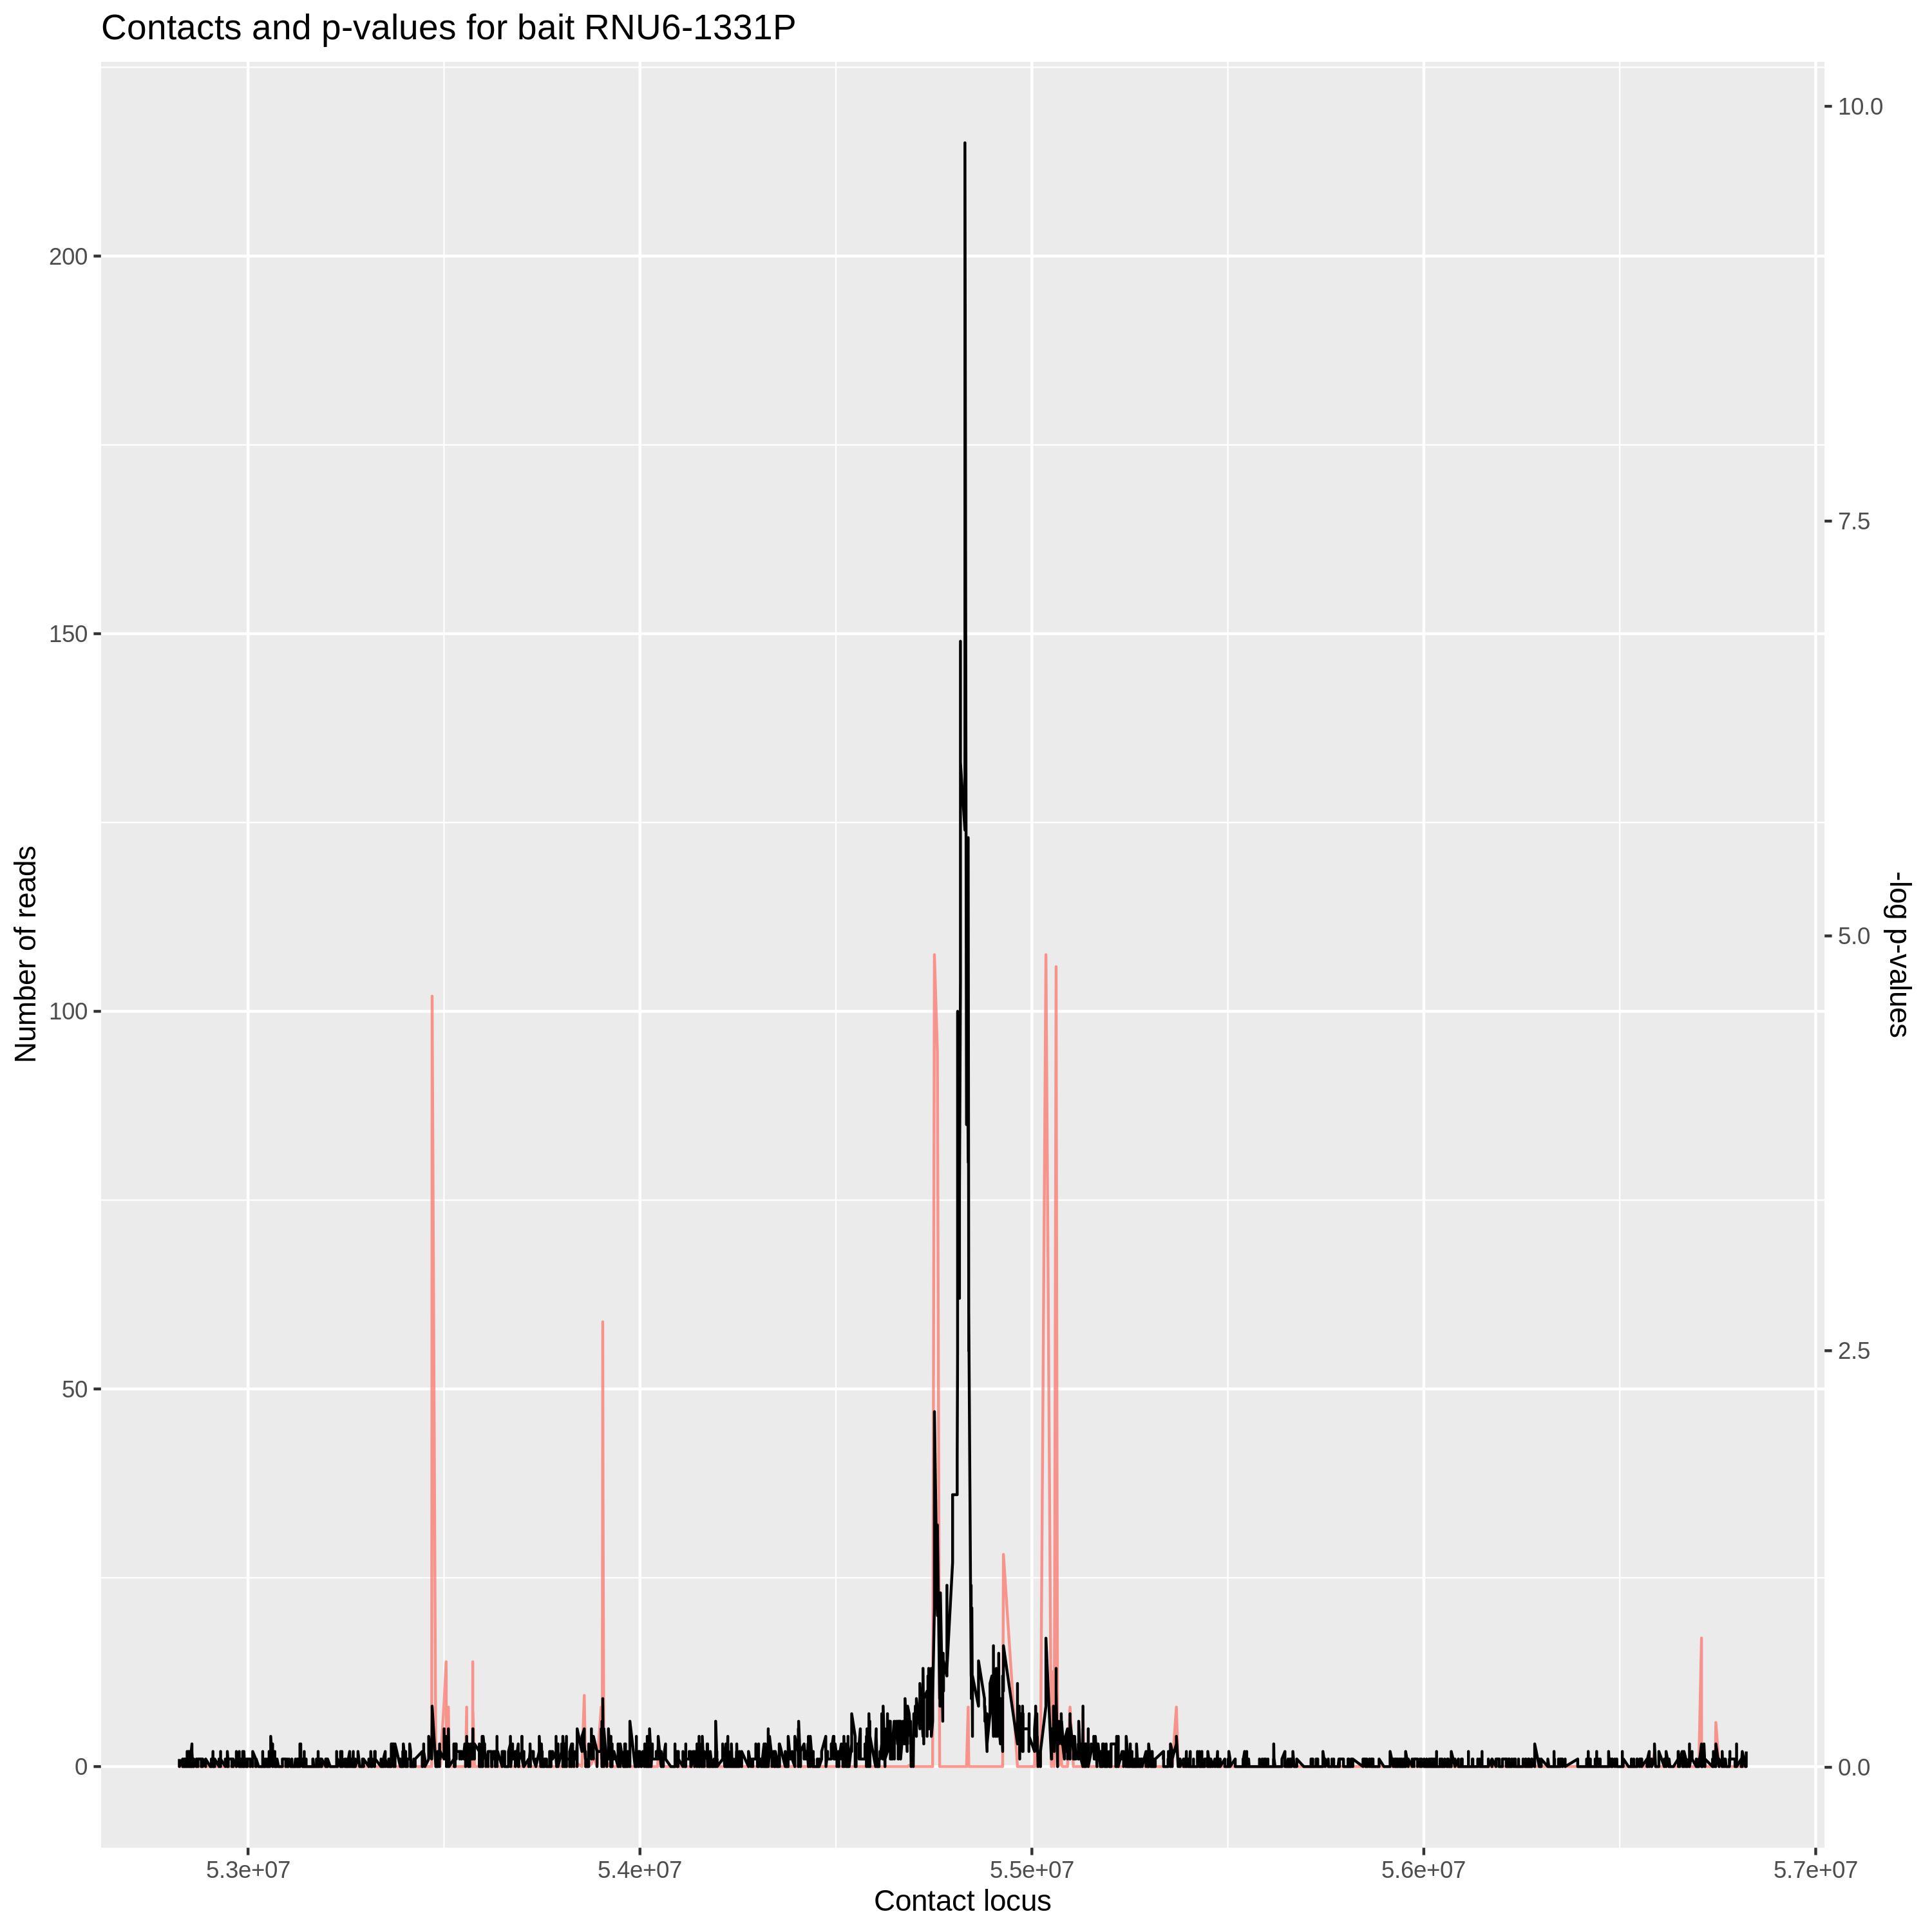 Contacts and p-values for bait RNU6-1331P
Number of reads
200
150
100
50
0
10.0
7.5
5.0
2.5
0.0
-log p-values
5.3e+07
5.4e+07
5.5e+07
5.6e+07
5.7e+07
Contact locus